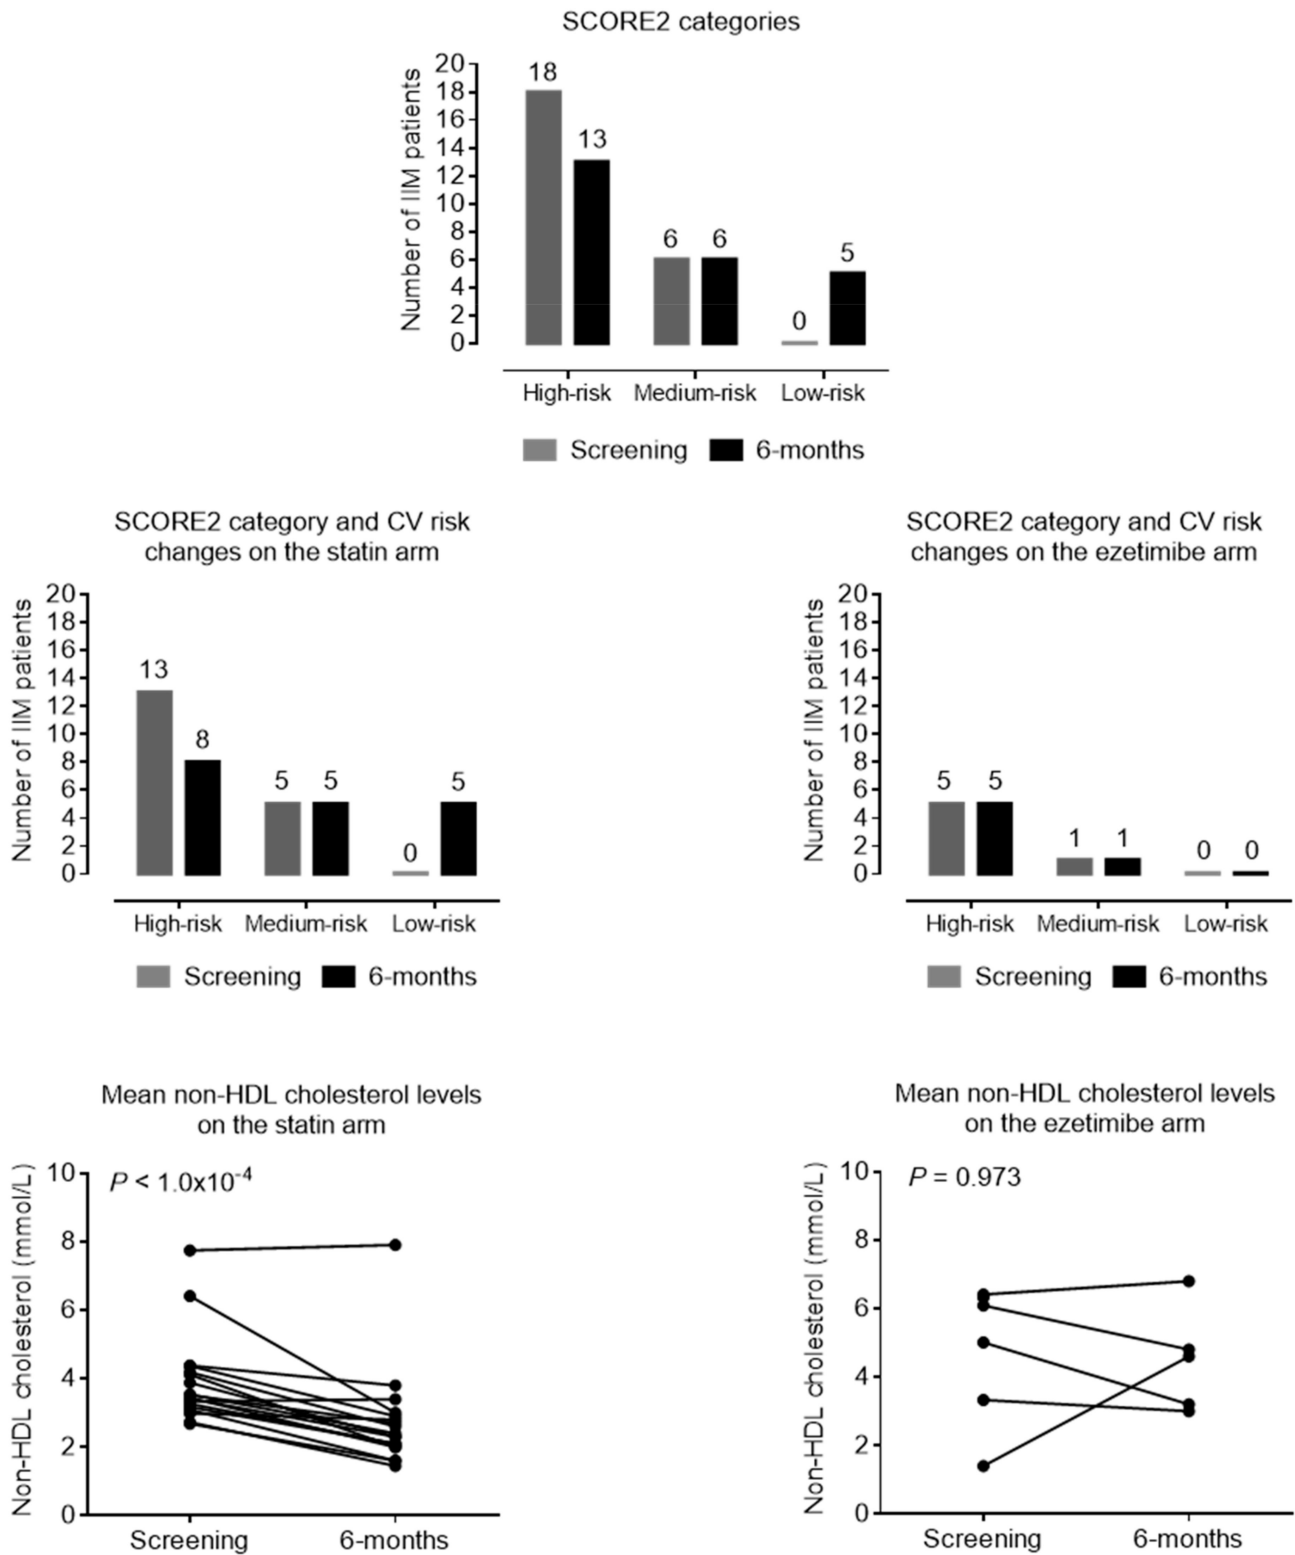 SCORE2 categories
Number of IIM patients
20
18
16
14
12
10
8
6
4
2
0
18
13
6
6
0
5
High-risk
Medium-risk
Low-risk
Screening
6-months
SCORE2 category and CV risk
changes on the statin arm
Number of IIM patients
20
18
16
14
12
10
8
6
4
2
0
13
8
5
5
0
5
High-risk
Medium-risk
Low-risk
Screening
6-months
SCORE2 category and CV risk
changes on the ezetimibe arm
Number of IIM patients
20
18
16
14
12
10
8
6
4
2
0
5
5
1
1
0
0
High-risk
Medium-risk
Low-risk
Screening
6-months
Mean non-HDL cholesterol levels
on the statin arm
Non-HDL cholesterol (mmol/L)
10
8
6
4
2
0
P < 1.0x10⁻⁴
Screening
6-months
Mean non-HDL cholesterol levels
on the ezetimibe arm
Non-HDL cholesterol (mmol/L)
10
8
6
4
2
0
P = 0.973
Screening
6-months